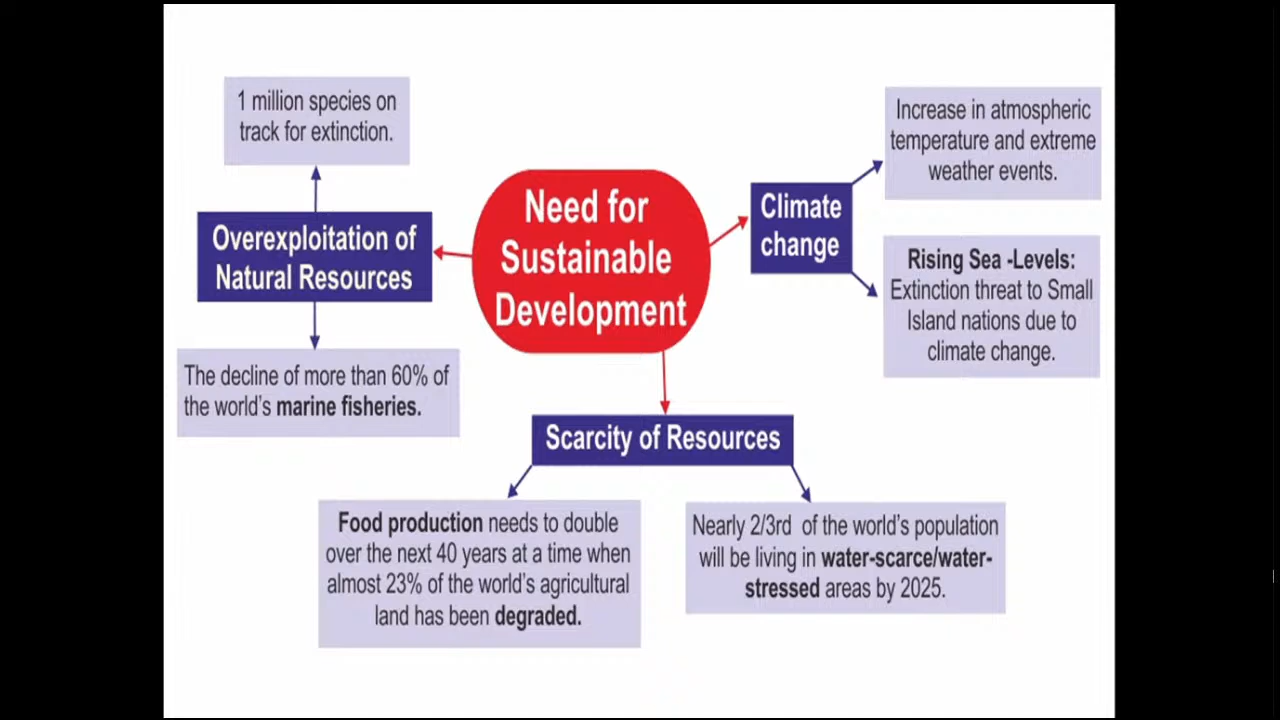 1 million species on
track for extinction.
Overexploitation of
Natural Resources
The decline of more than 60% of
the world's marine fisheries.
Need for
Sustainable
Development
Climate
change
Increase in atmospheric
temperature and extreme
weather events.
Rising Sea -Levels:
Extinction threat to Small
Island nations due to
climate change.
Scarcity of Resources
Food production needs to double
over the next 40 years at a time when
almost 23% of the world's agricultural
land has been degraded.
Nearly 2/3rd of the world's population
will be living in water-scarce/water-
stressed areas by 2025.